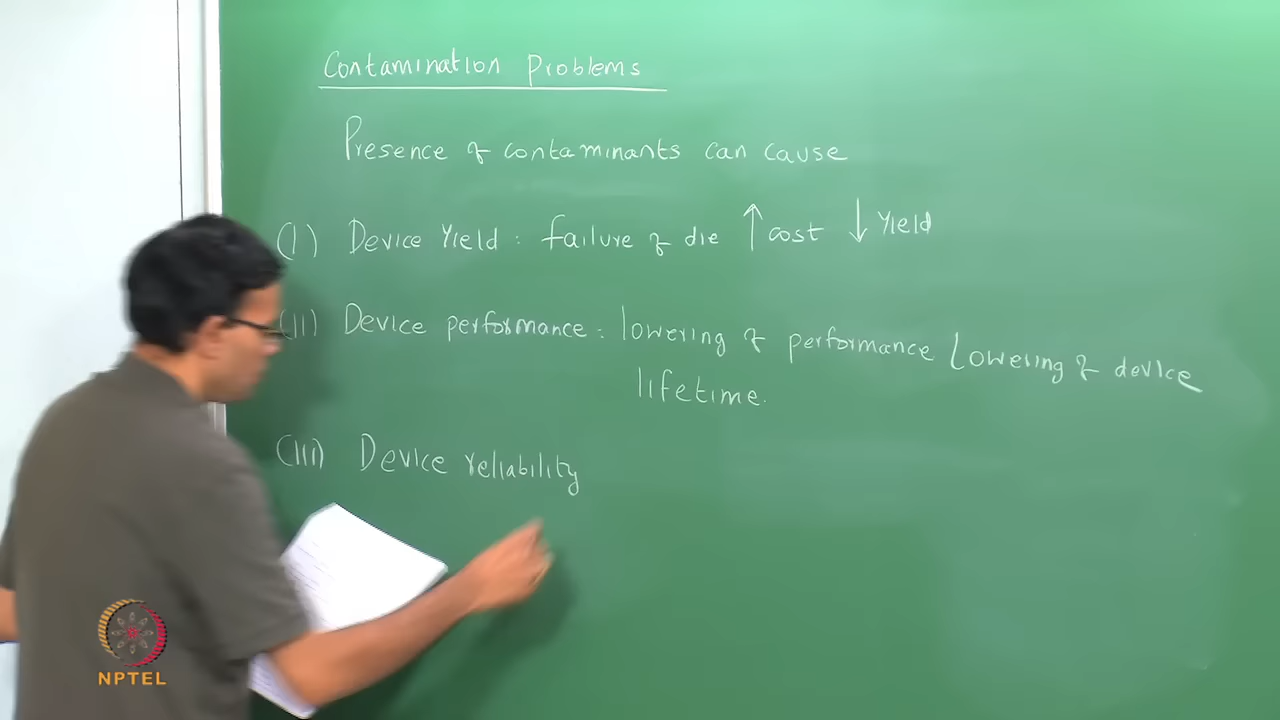 Contamination Problems
Presence of contaminants can cause
(I) Device Yield : failure of die ↑ cost ↓ Yield
(II) Device performance : lowering of performance Lowering of device
lifetime.
(III) Device reliability
NPTEL